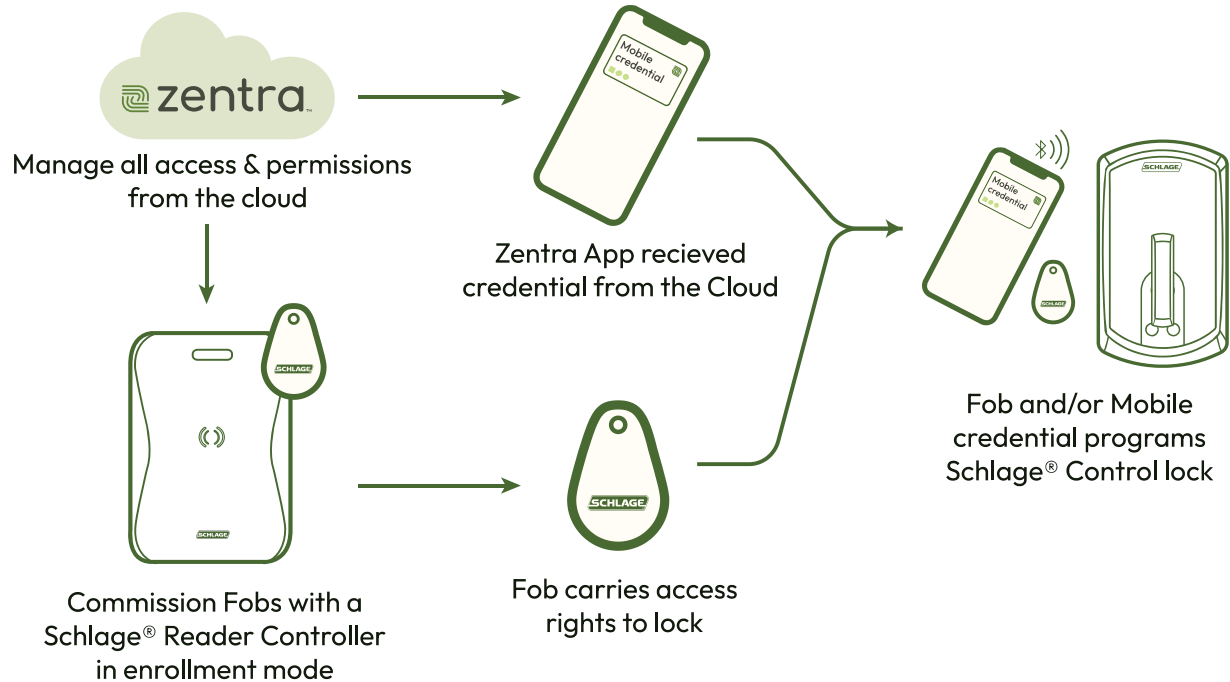 zentra™
Manage all access & permissions
from the cloud
Mobile
credential
Zentra App recieved
credential from the Cloud
Mobile
credential
SCHLAGE
SCHLAGE
Fob and/or Mobile
credential programs
Schlage® Control lock
SCHLAGE
SCHLAGE
Commission Fobs with a
Schlage® Reader Controller
in enrollment mode
SCHLAGE
Fob carries access
rights to lock